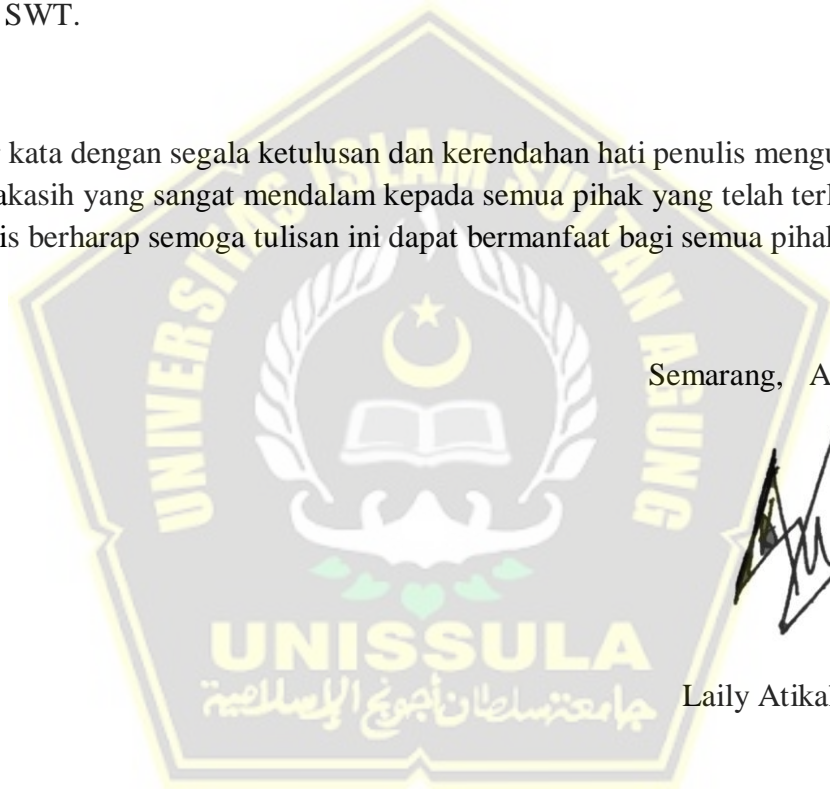 SWT.
kata dengan segala ketulusan dan kerendahan hati penulis mengu
akasih yang sangat mendalam kepada semua pihak yang telah terl
is berharap semoga tulisan ini dapat bermanfaat bagi semua pihak
Semarang, A
Laily Atika
UNIVERSITAS ISLAM SULTAN AGUNG
UNISSULA
جامعة سلطان أجونج الإسلامية